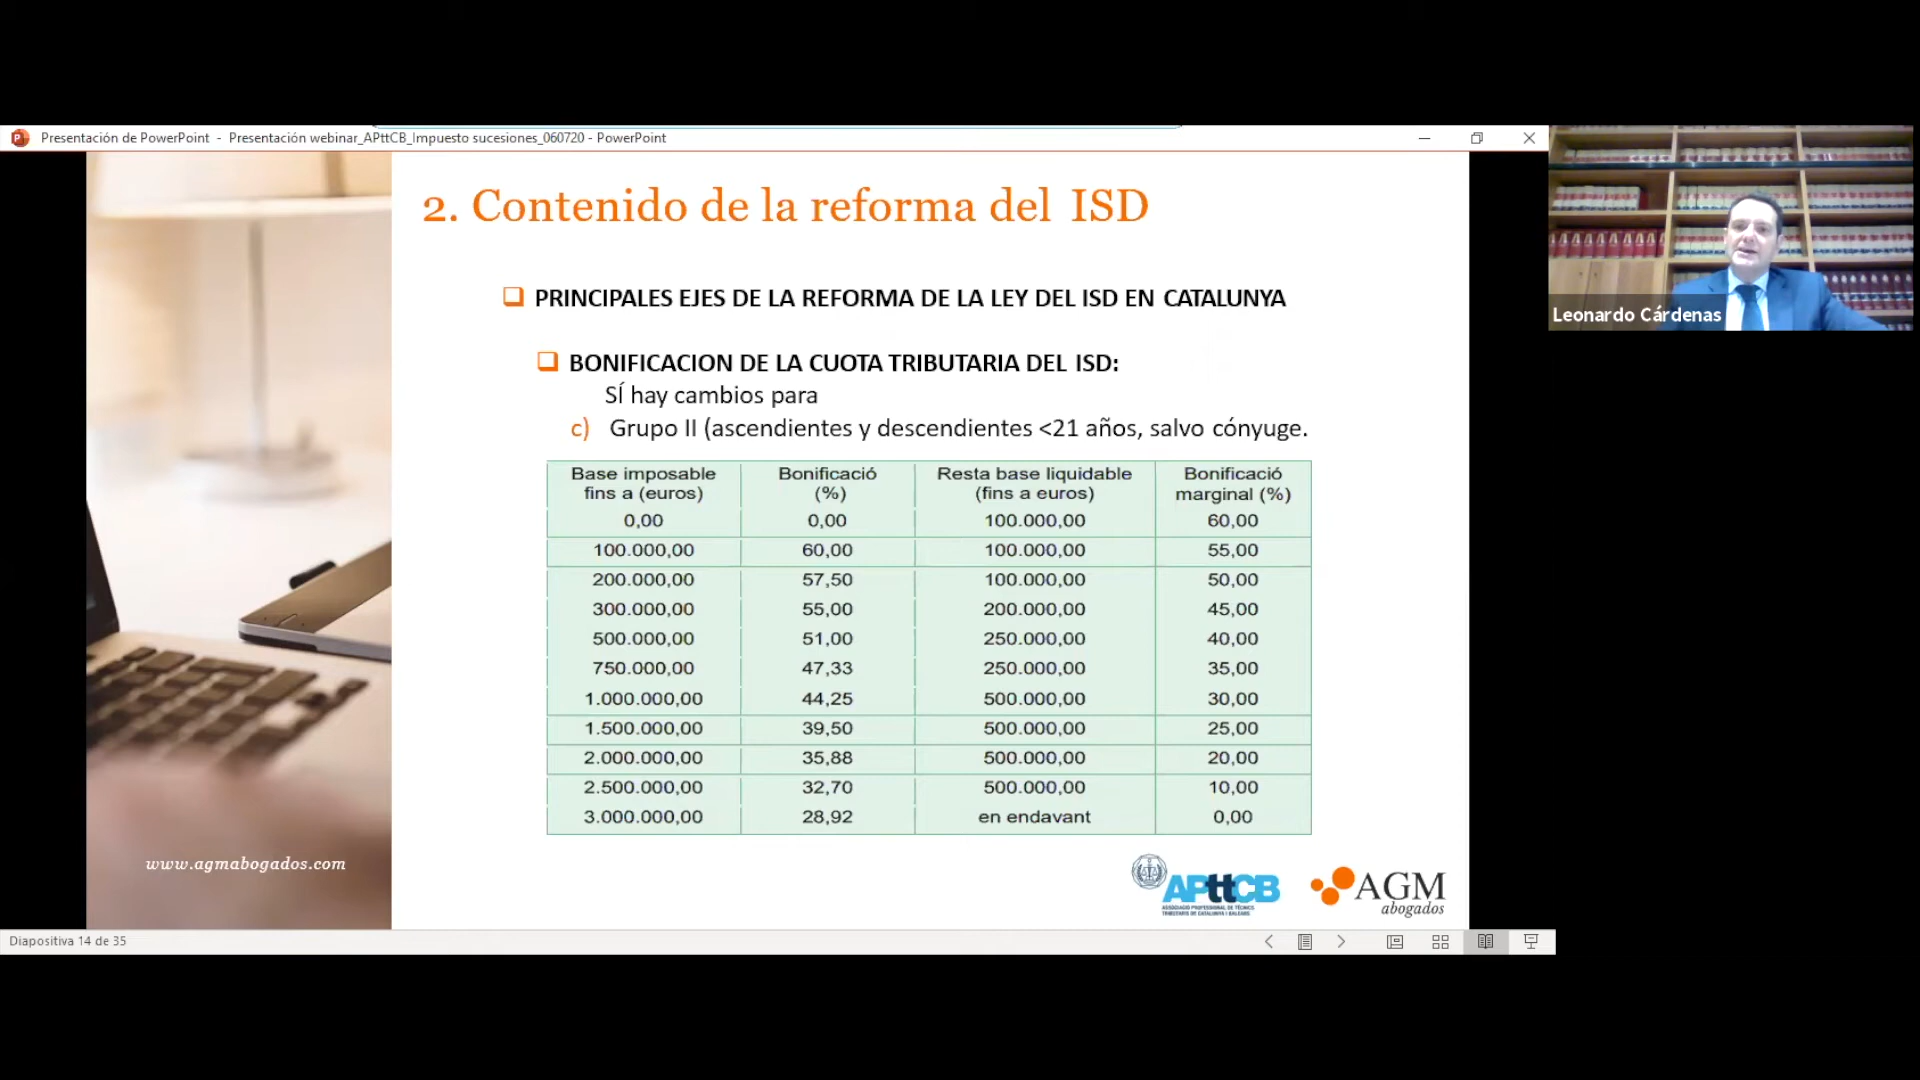 Presentación de PowerPoint - Presentación webinar_APttCB_Impuesto sucesiones_060720 - PowerPoint
2. Contenido de la reforma del ISD
PRINCIPALES EJES DE LA REFORMA DE LA LEY DEL ISD EN CATALUNYA
BONIFICACION DE LA CUOTA TRIBUTARIA DEL ISD:
SÍ hay cambios para
c) Grupo II (ascendientes y descendientes <21 años, salvo cónyuge.
Base imposable fins a (euros) Bonificació (%) Resta base liquidable (fins a euros) Bonificació marginal (%)
0,00 0,00 100.000,00 60,00
100.000,00 60,00 100.000,00 55,00
200.000,00 57,50 100.000,00 50,00
300.000,00 55,00 200.000,00 45,00
500.000,00 51,00 250.000,00 40,00
750.000,00 47,33 250.000,00 35,00
1.000.000,00 44,25 500.000,00 30,00
1.500.000,00 39,50 500.000,00 25,00
2.000.000,00 35,88 500.000,00 20,00
2.500.000,00 32,70 500.000,00 10,00
3.000.000,00 28,92 en endavant 0,00
www.agmabogados.com
APttCB
ASSOCIACIÓ PROFESSIONAL DE TÈCNICS
TRIBUTARIS DE CATALUNYA I BALEARS
AGM
abogados
Leonardo Cárdenas
Diapositiva 14 de 35